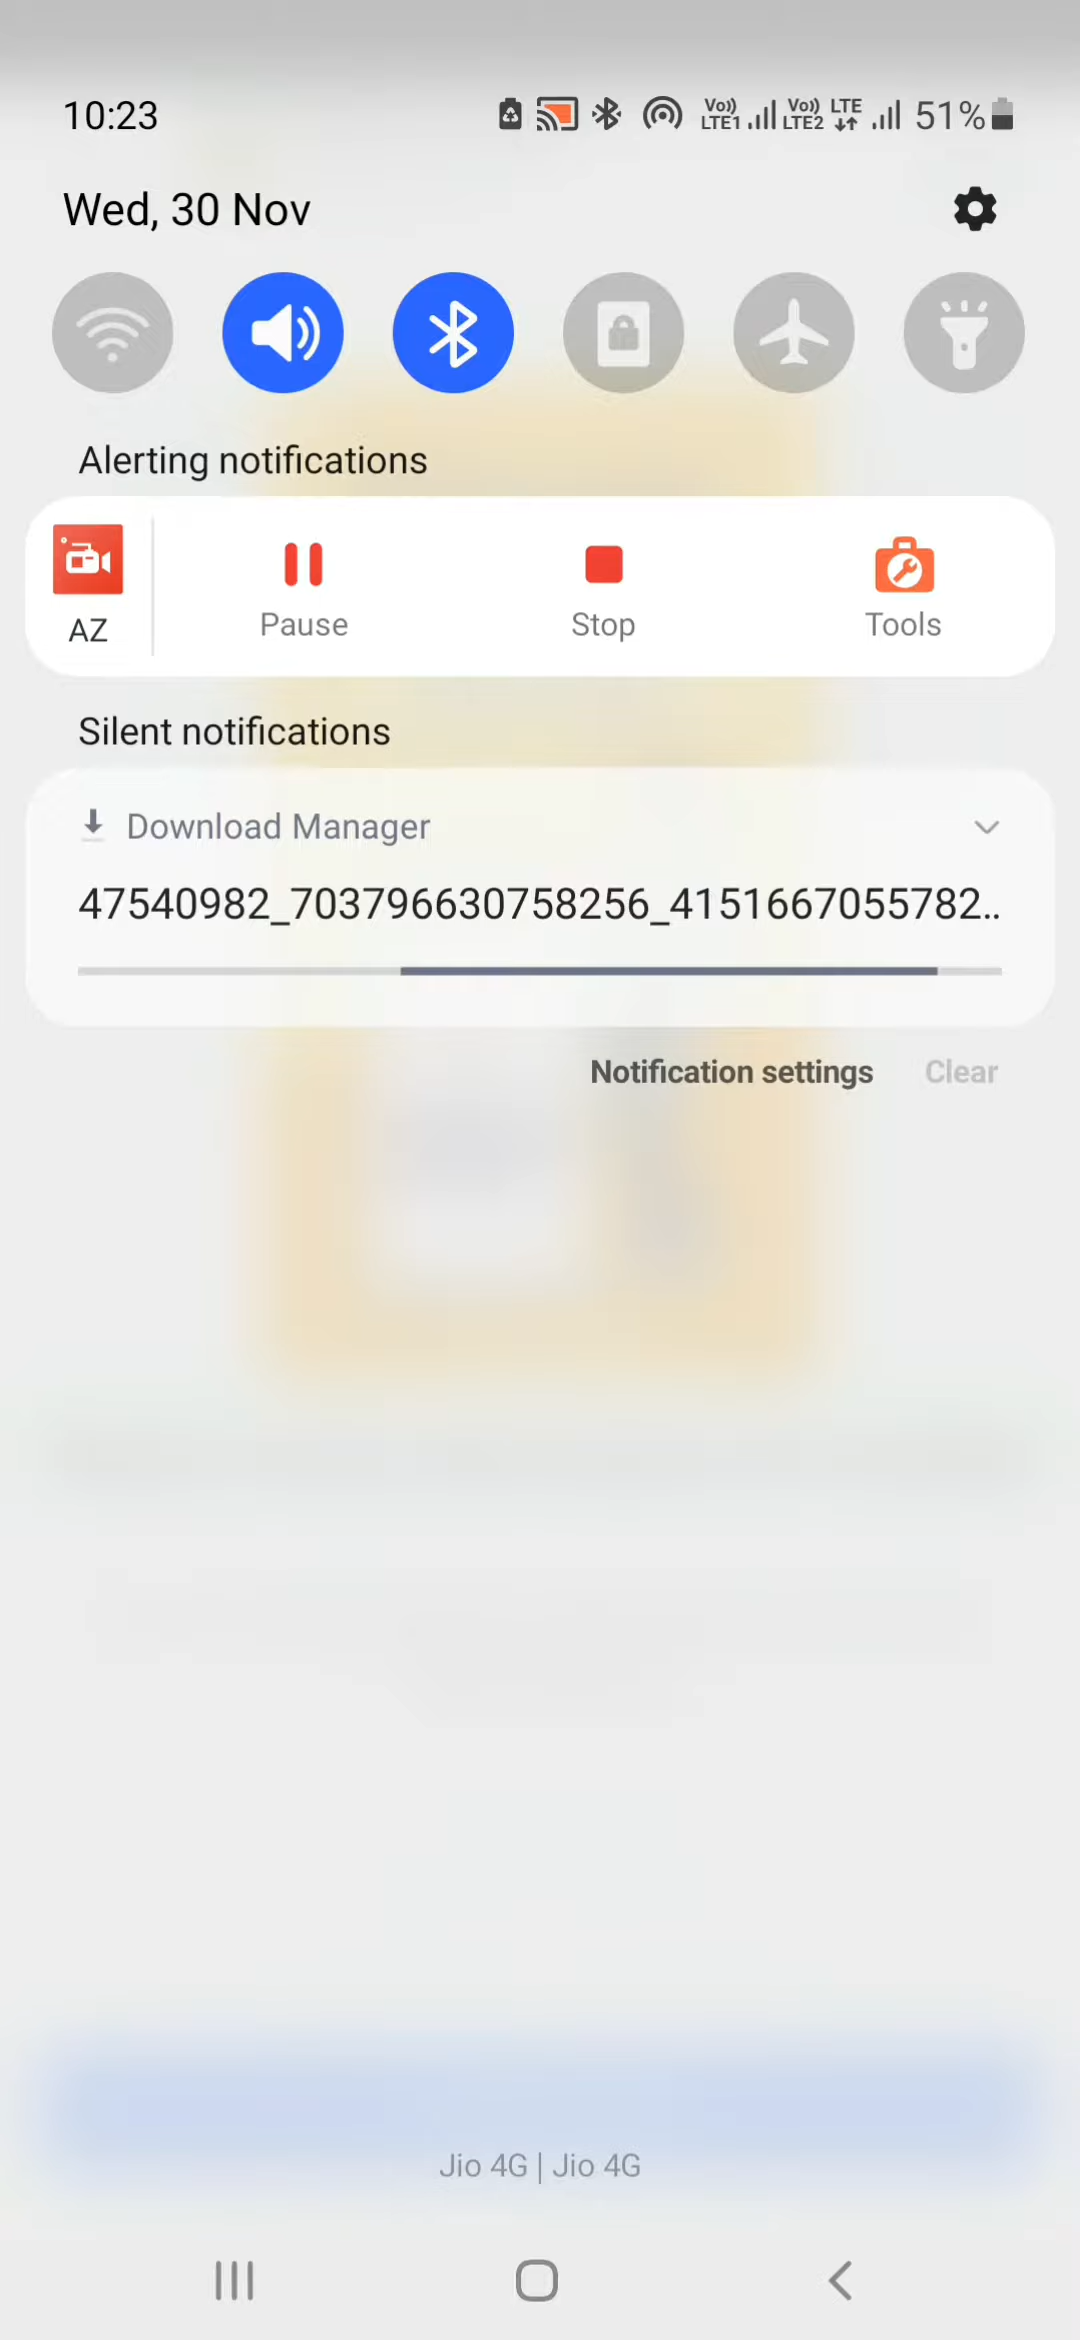 10:23
Vo)) LTE1 Vo)) LTE2 LTE 51%
Wed, 30 Nov
Alerting notifications
AZ
Pause
Stop
Tools
Silent notifications
Download Manager
47540982_703796630758256_4151667055782..
Notification settings Clear
Jio 4G | Jio 4G